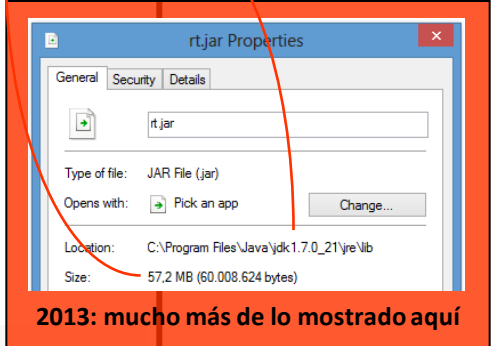 rt.jar Properties
General Security Details
rt.jar
Type of file: JAR File (.jar)
Opens with: Pick an app Change...
Location: C:\Program Files\Java\jdk1.7.0_21\jre\lib
Size: 57,2 MB (60.008.624 bytes)
2013: mucho más de lo mostrado aquí